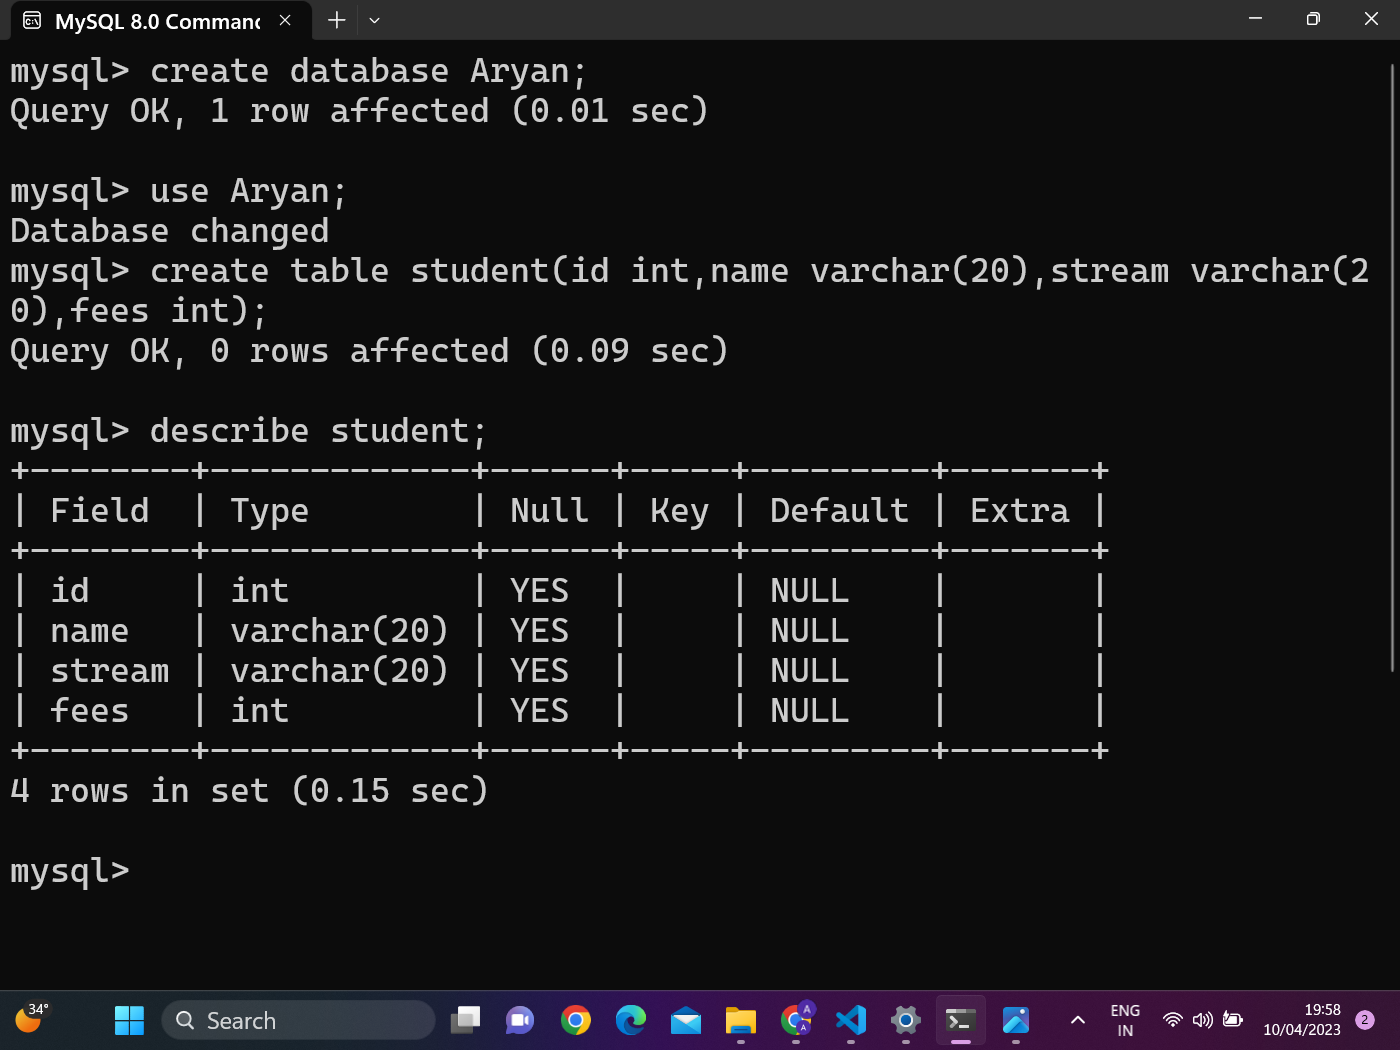 MySQL 8.0 Command
mysql> create database Aryan;
Query OK, 1 row affected (0.01 sec)
mysql> use Aryan;
Database changed
mysql> create table student(id int,name varchar(20),stream varchar(2
0),fees int);
Query OK, 0 rows affected (0.09 sec)
mysql> describe student;
+--------+-------------+------+-----+---------+-------+
| Field  | Type        | Null | Key | Default | Extra |
+--------+-------------+------+-----+---------+-------+
| id     | int         | YES  |     | NULL    |       |
| name   | varchar(20) | YES  |     | NULL    |       |
| stream | varchar(20) | YES  |     | NULL    |       |
| fees   | int         | YES  |     | NULL    |       |
+--------+-------------+------+-----+---------+-------+
4 rows in set (0.15 sec)
mysql>
34°
Search
A
A
ENG
IN
19:58
10/04/2023
2